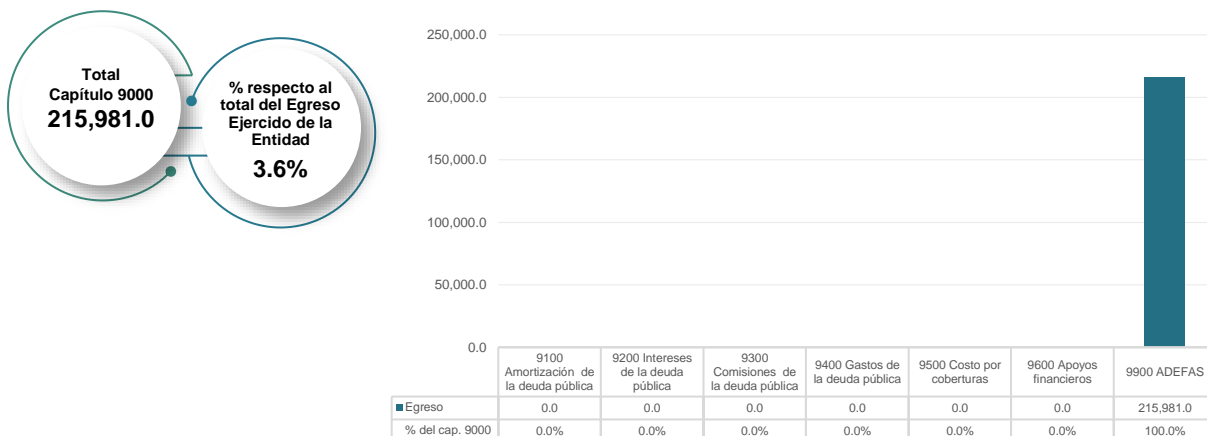 Total
Capítulo 9000
215,981.0
% respecto al
total del Egreso
Ejercido de la
Entidad
3.6%
250,000.0
200,000.0
150,000.0
100,000.0
50,000.0
0.0
9100
Amortización de
la deuda pública
9200 Intereses
de la deuda
pública
9300
Comisiones de
la deuda pública
9400 Gastos de
la deuda pública
9500 Costo por
coberturas
9600 Apoyos
financieros
9900 ADEFAS
Egreso 0.0 0.0 0.0 0.0 0.0 0.0 215,981.0
% del cap. 9000 0.0% 0.0% 0.0% 0.0% 0.0% 0.0% 100.0%